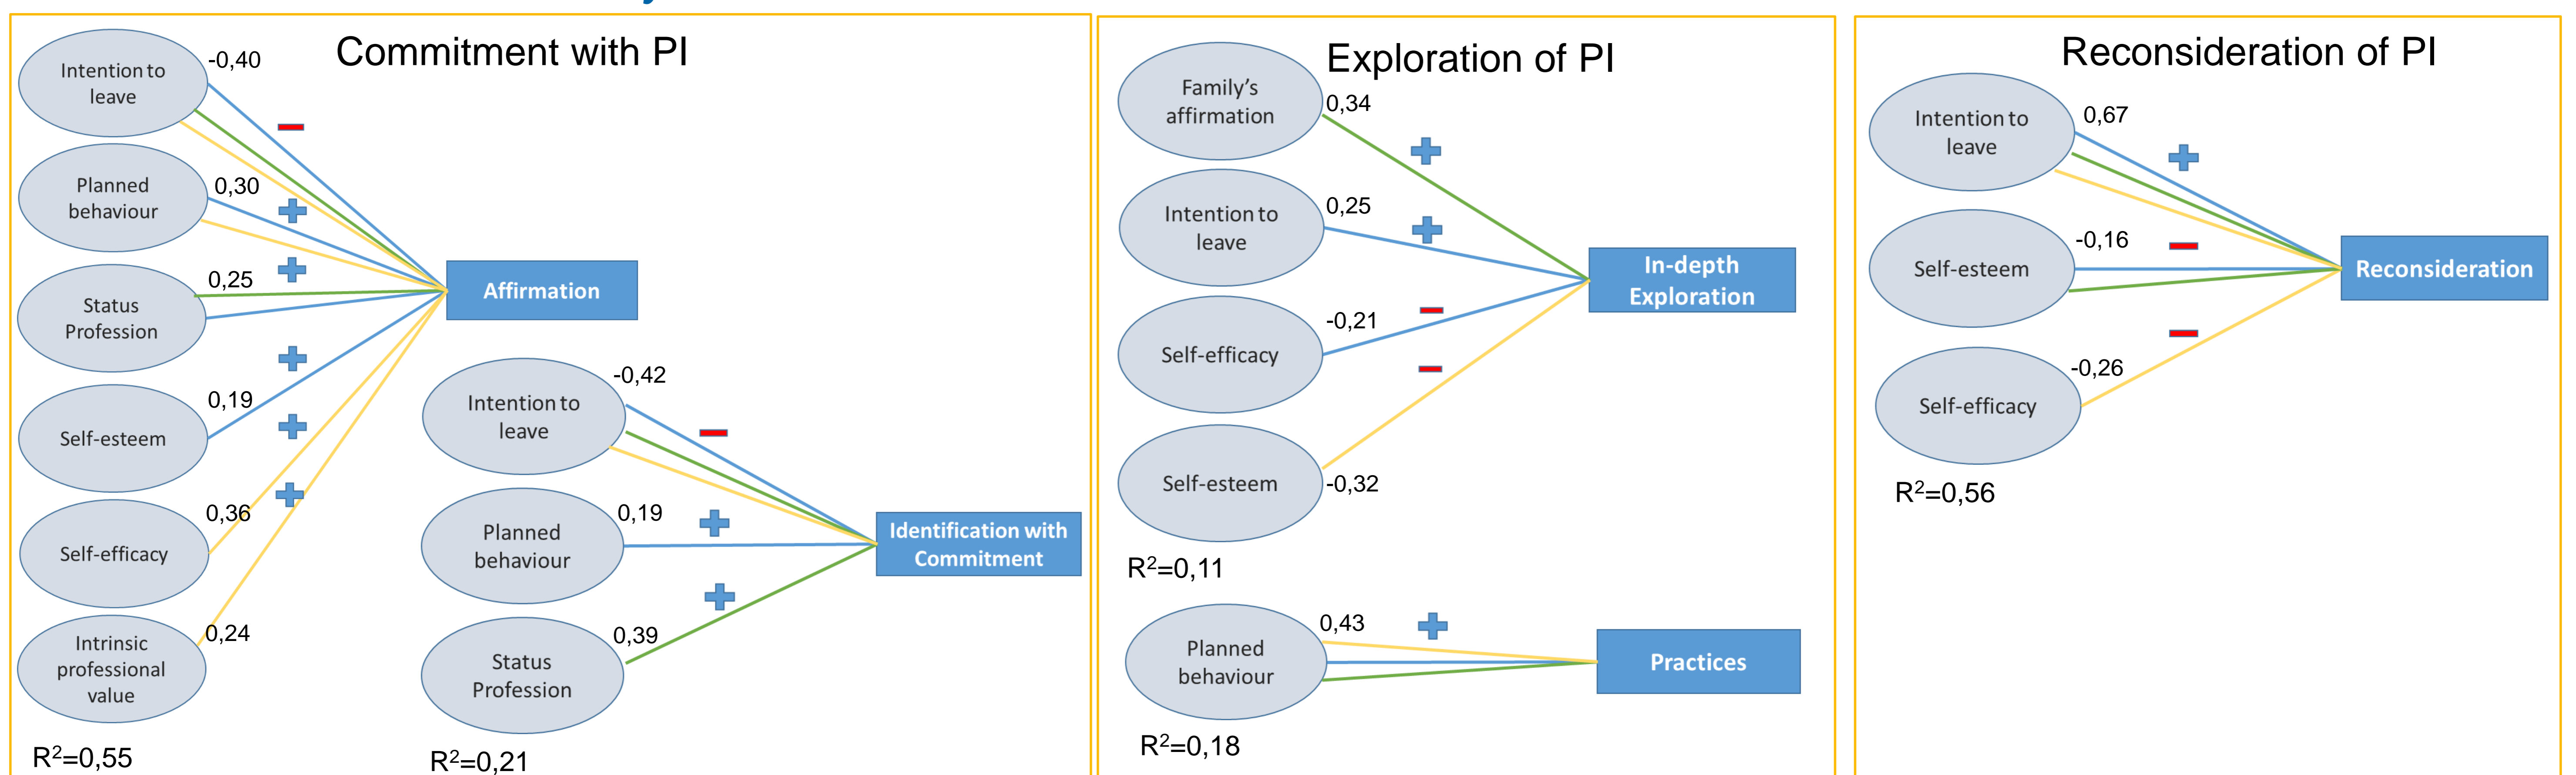 Commitment with PI
Intention to
leave
-0,40
Planned
behaviour
0,30
Status
Profession
0,25
Self-esteem
0,19
Self-efficacy
0,36
Intrinsic
professional
value
0,24
Affirmation
R²=0,55
Intention to
leave
-0,42
Planned
behaviour
0,19
Status
Profession
0,39
Identification with
Commitment
R²=0,21
Exploration of PI
Family's
affirmation
0,34
Intention to
leave
0,25
Self-efficacy
-0,21
Self-esteem
-0,32
In-depth
Exploration
R²=0,11
Planned
behaviour
0,43
Practices
R²=0,18
Reconsideration of PI
Intention to
leave
0,67
Self-esteem
-0,16
Self-efficacy
-0,26
Reconsideration
R²=0,56